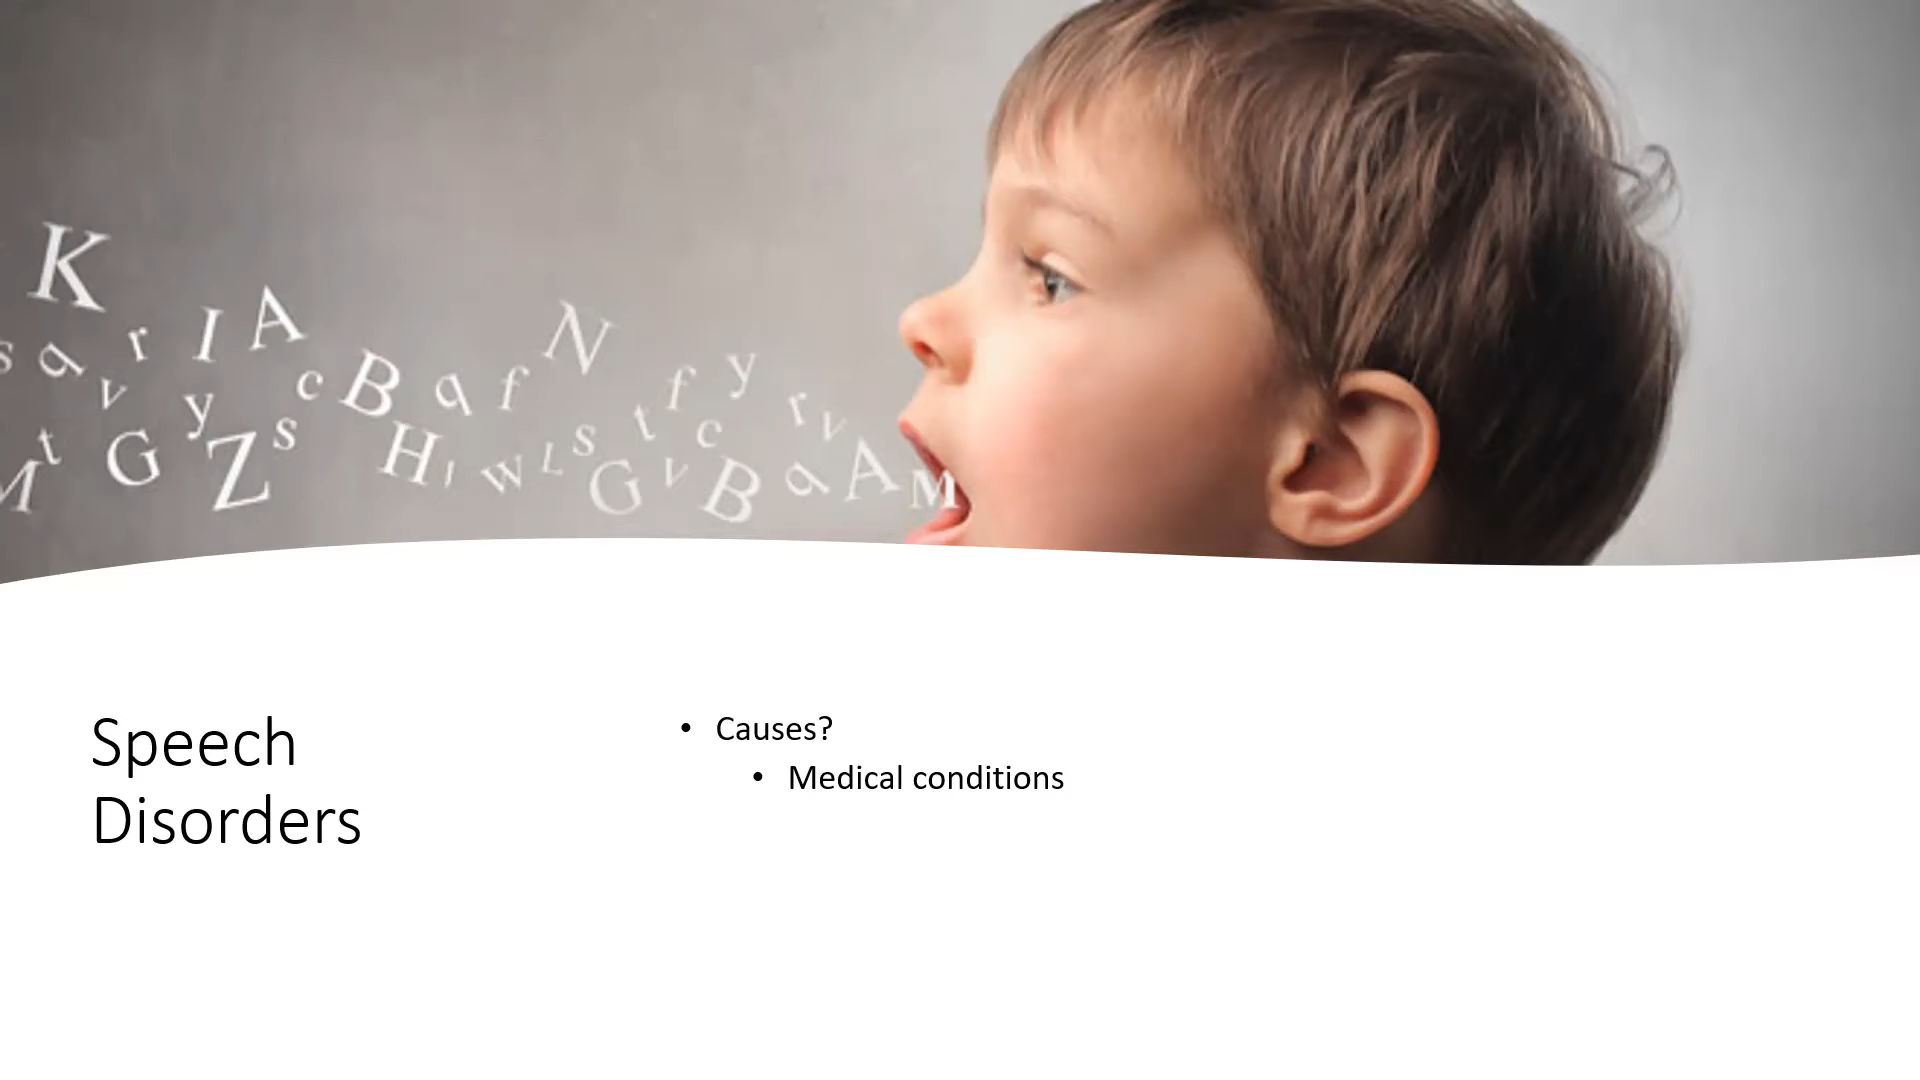 K
s a r I A N
v y c B q f f y
M t G Z s H I w L s t c r v
G v B a A M
Speech
Disorders
• Causes?
• Medical conditions